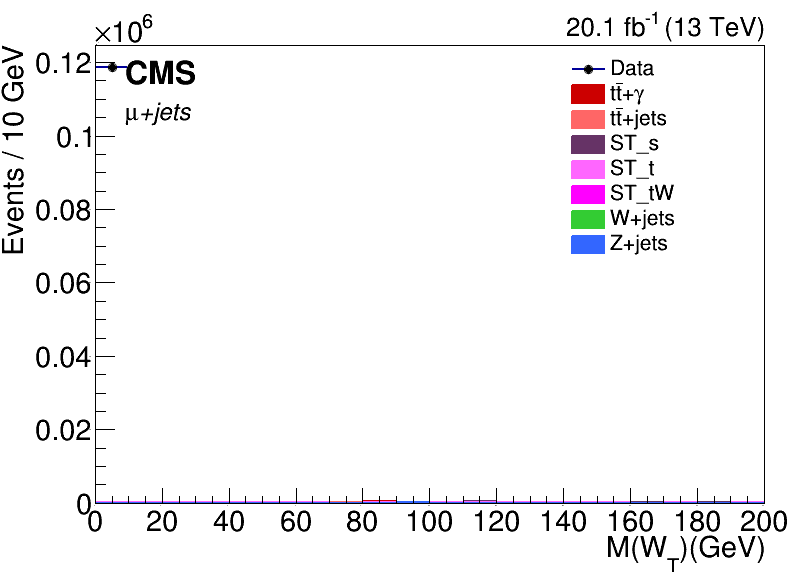 ×10⁶
20.1 fb⁻¹ (13 TeV)
Events / 10 GeV
0.12
0.1
0.08
0.06
0.04
0.02
0
CMS
μ+jets
Data
tt̄+γ
tt̄+jets
ST_s
ST_t
ST_tW
W+jets
Z+jets
0 20 40 60 80 100 120 140 160 180 200
M(W_T)(GeV)